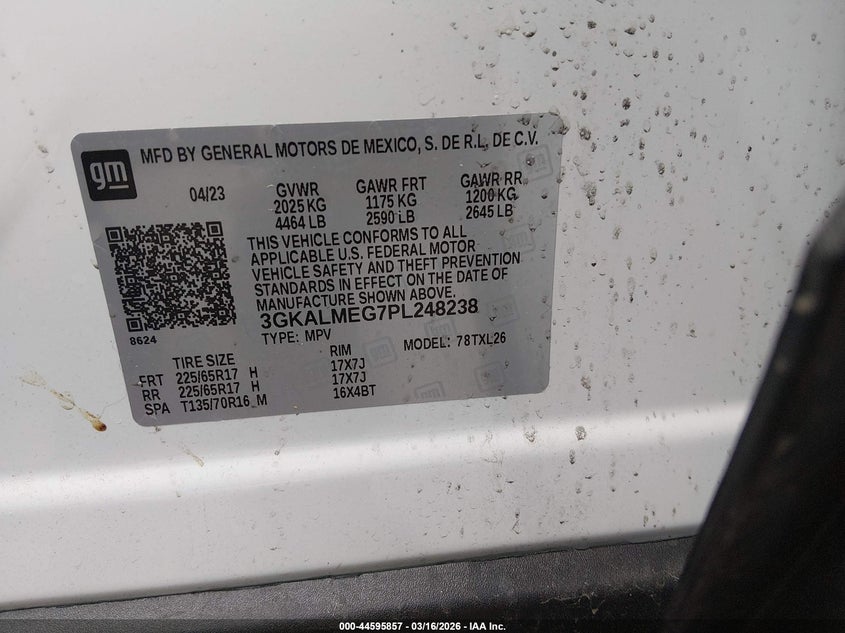 gm
MFD BY GENERAL MOTORS DE MEXICO, S. DE R.L. DE C.V.
04/23 GVWR GAWR FRT GAWR RR
2025 KG 1175 KG 1200 KG
4464 LB 2590 LB 2645 LB
THIS VEHICLE CONFORMS TO ALL
APPLICABLE U.S. FEDERAL MOTOR
VEHICLE SAFETY AND THEFT PREVENTION
STANDARDS IN EFFECT ON THE DATE OF
MANUFACTURE SHOWN ABOVE.
3GKALMEG7PL248238
8624
TYPE: MPV MODEL: 78TXL26
TIRE SIZE RIM
FRT 225/65R17 H 17X7J
RR 225/65R17 H 17X7J
SPA T135/70R16 M 16X4BT
000-44595857 - 03/16/2026 - IAA Inc.